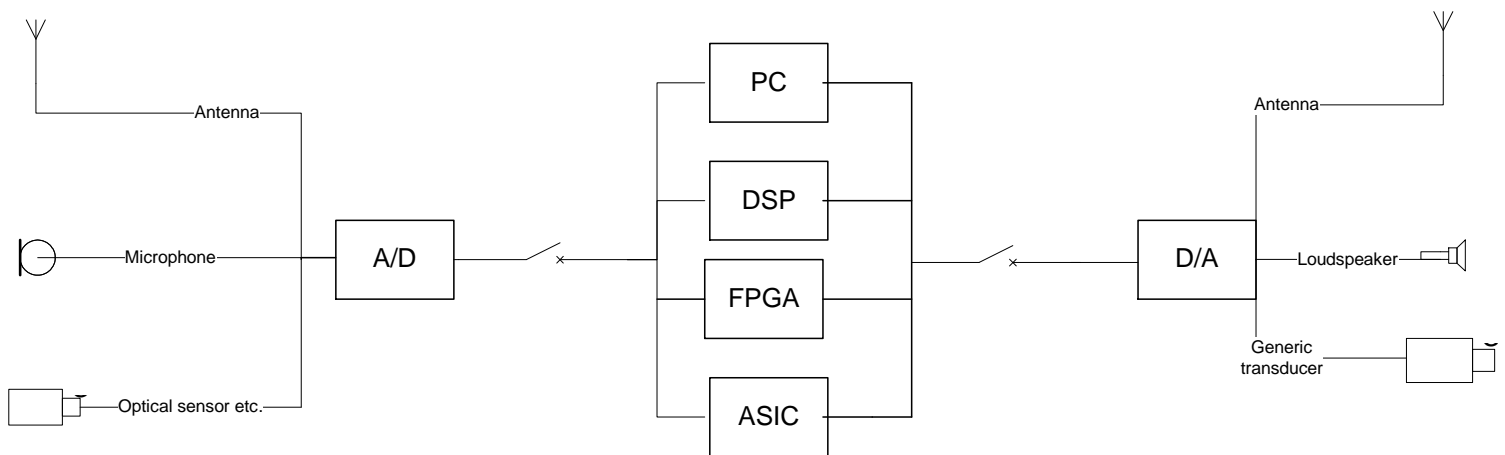 PC
Antenna
Antenna
DSP
Microphone
A/D
D/A
Loudspeaker
FPGA
Generic
transducer
Optical sensor etc.
ASIC